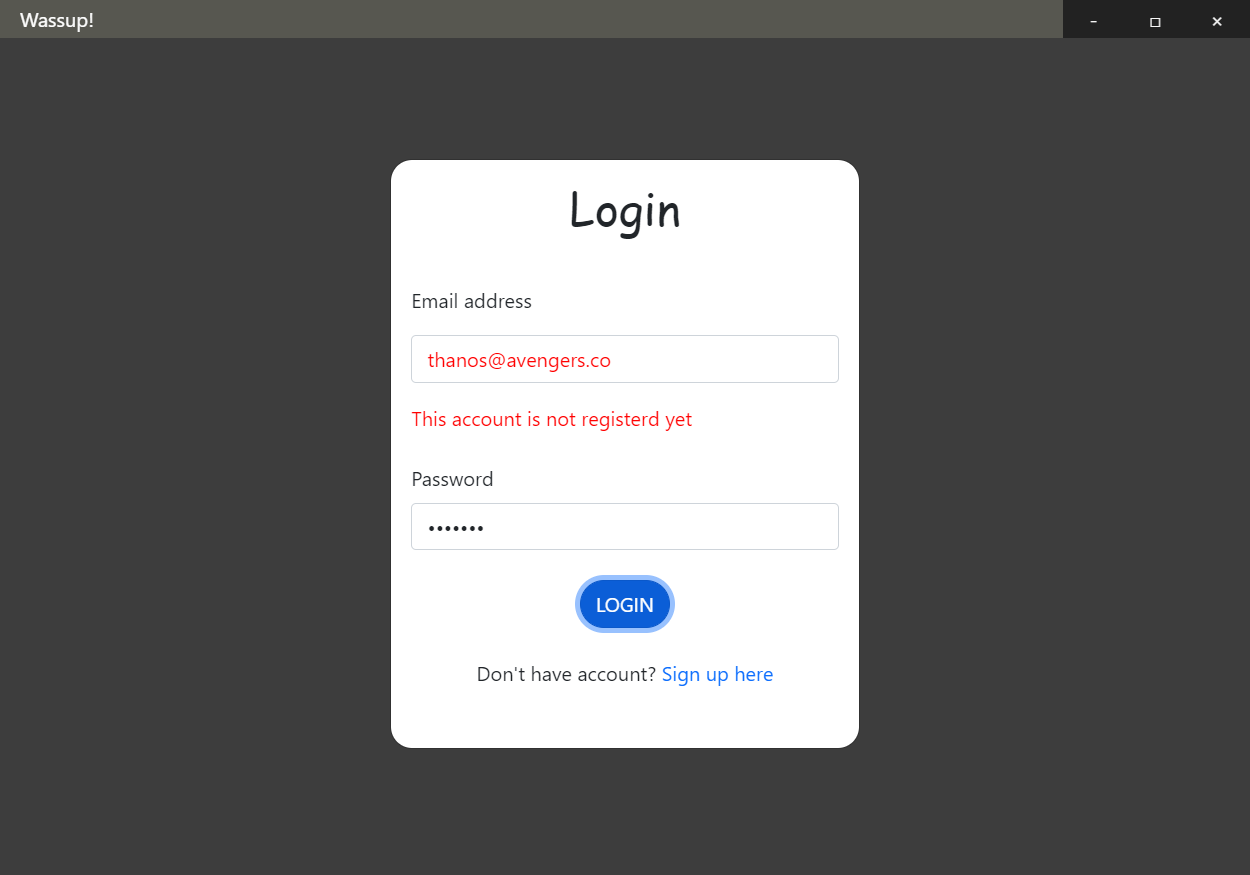 Wassup!
Login
Email address
thanos@avengers.co
This account is not registerd yet
Password
•••••••
LOGIN
Don't have account? Sign up here